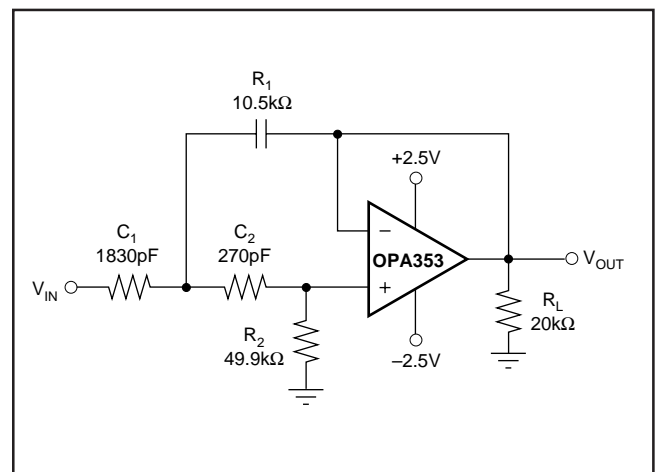 R1
10.5kΩ
+2.5V
C1
1830pF
C2
270pF
−
OPA353
+
VIN
VOUT
R2
49.9kΩ
RL
20kΩ
–2.5V